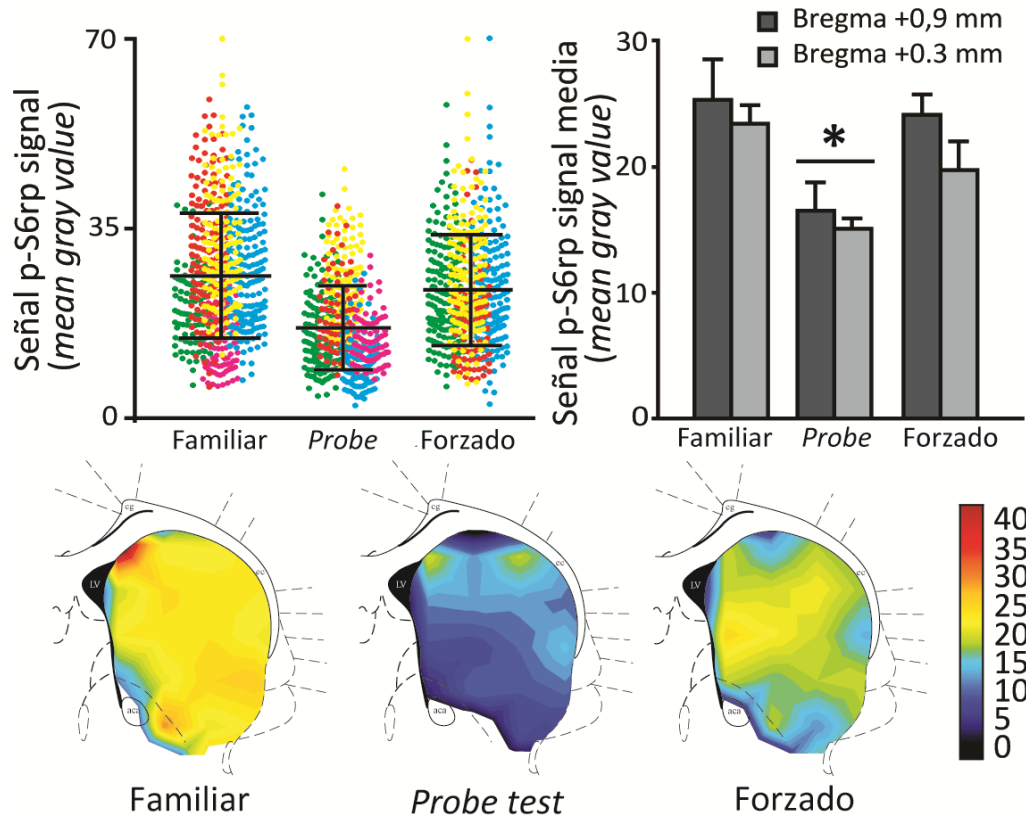 70
35
0
Señal p-S6rp signal
(mean gray value)
Familiar
Probe
Forzado
Bregma +0,9 mm
Bregma +0.3 mm
30
20
10
0
Señal p-S6rp signal media
(mean gray value)
*
Familiar
Probe
Forzado
cg
LV
cc
aca
Familiar
cg
LV
cc
aca
Probe test
cg
LV
cc
aca
Forzado
40
35
30
25
20
15
10
5
0